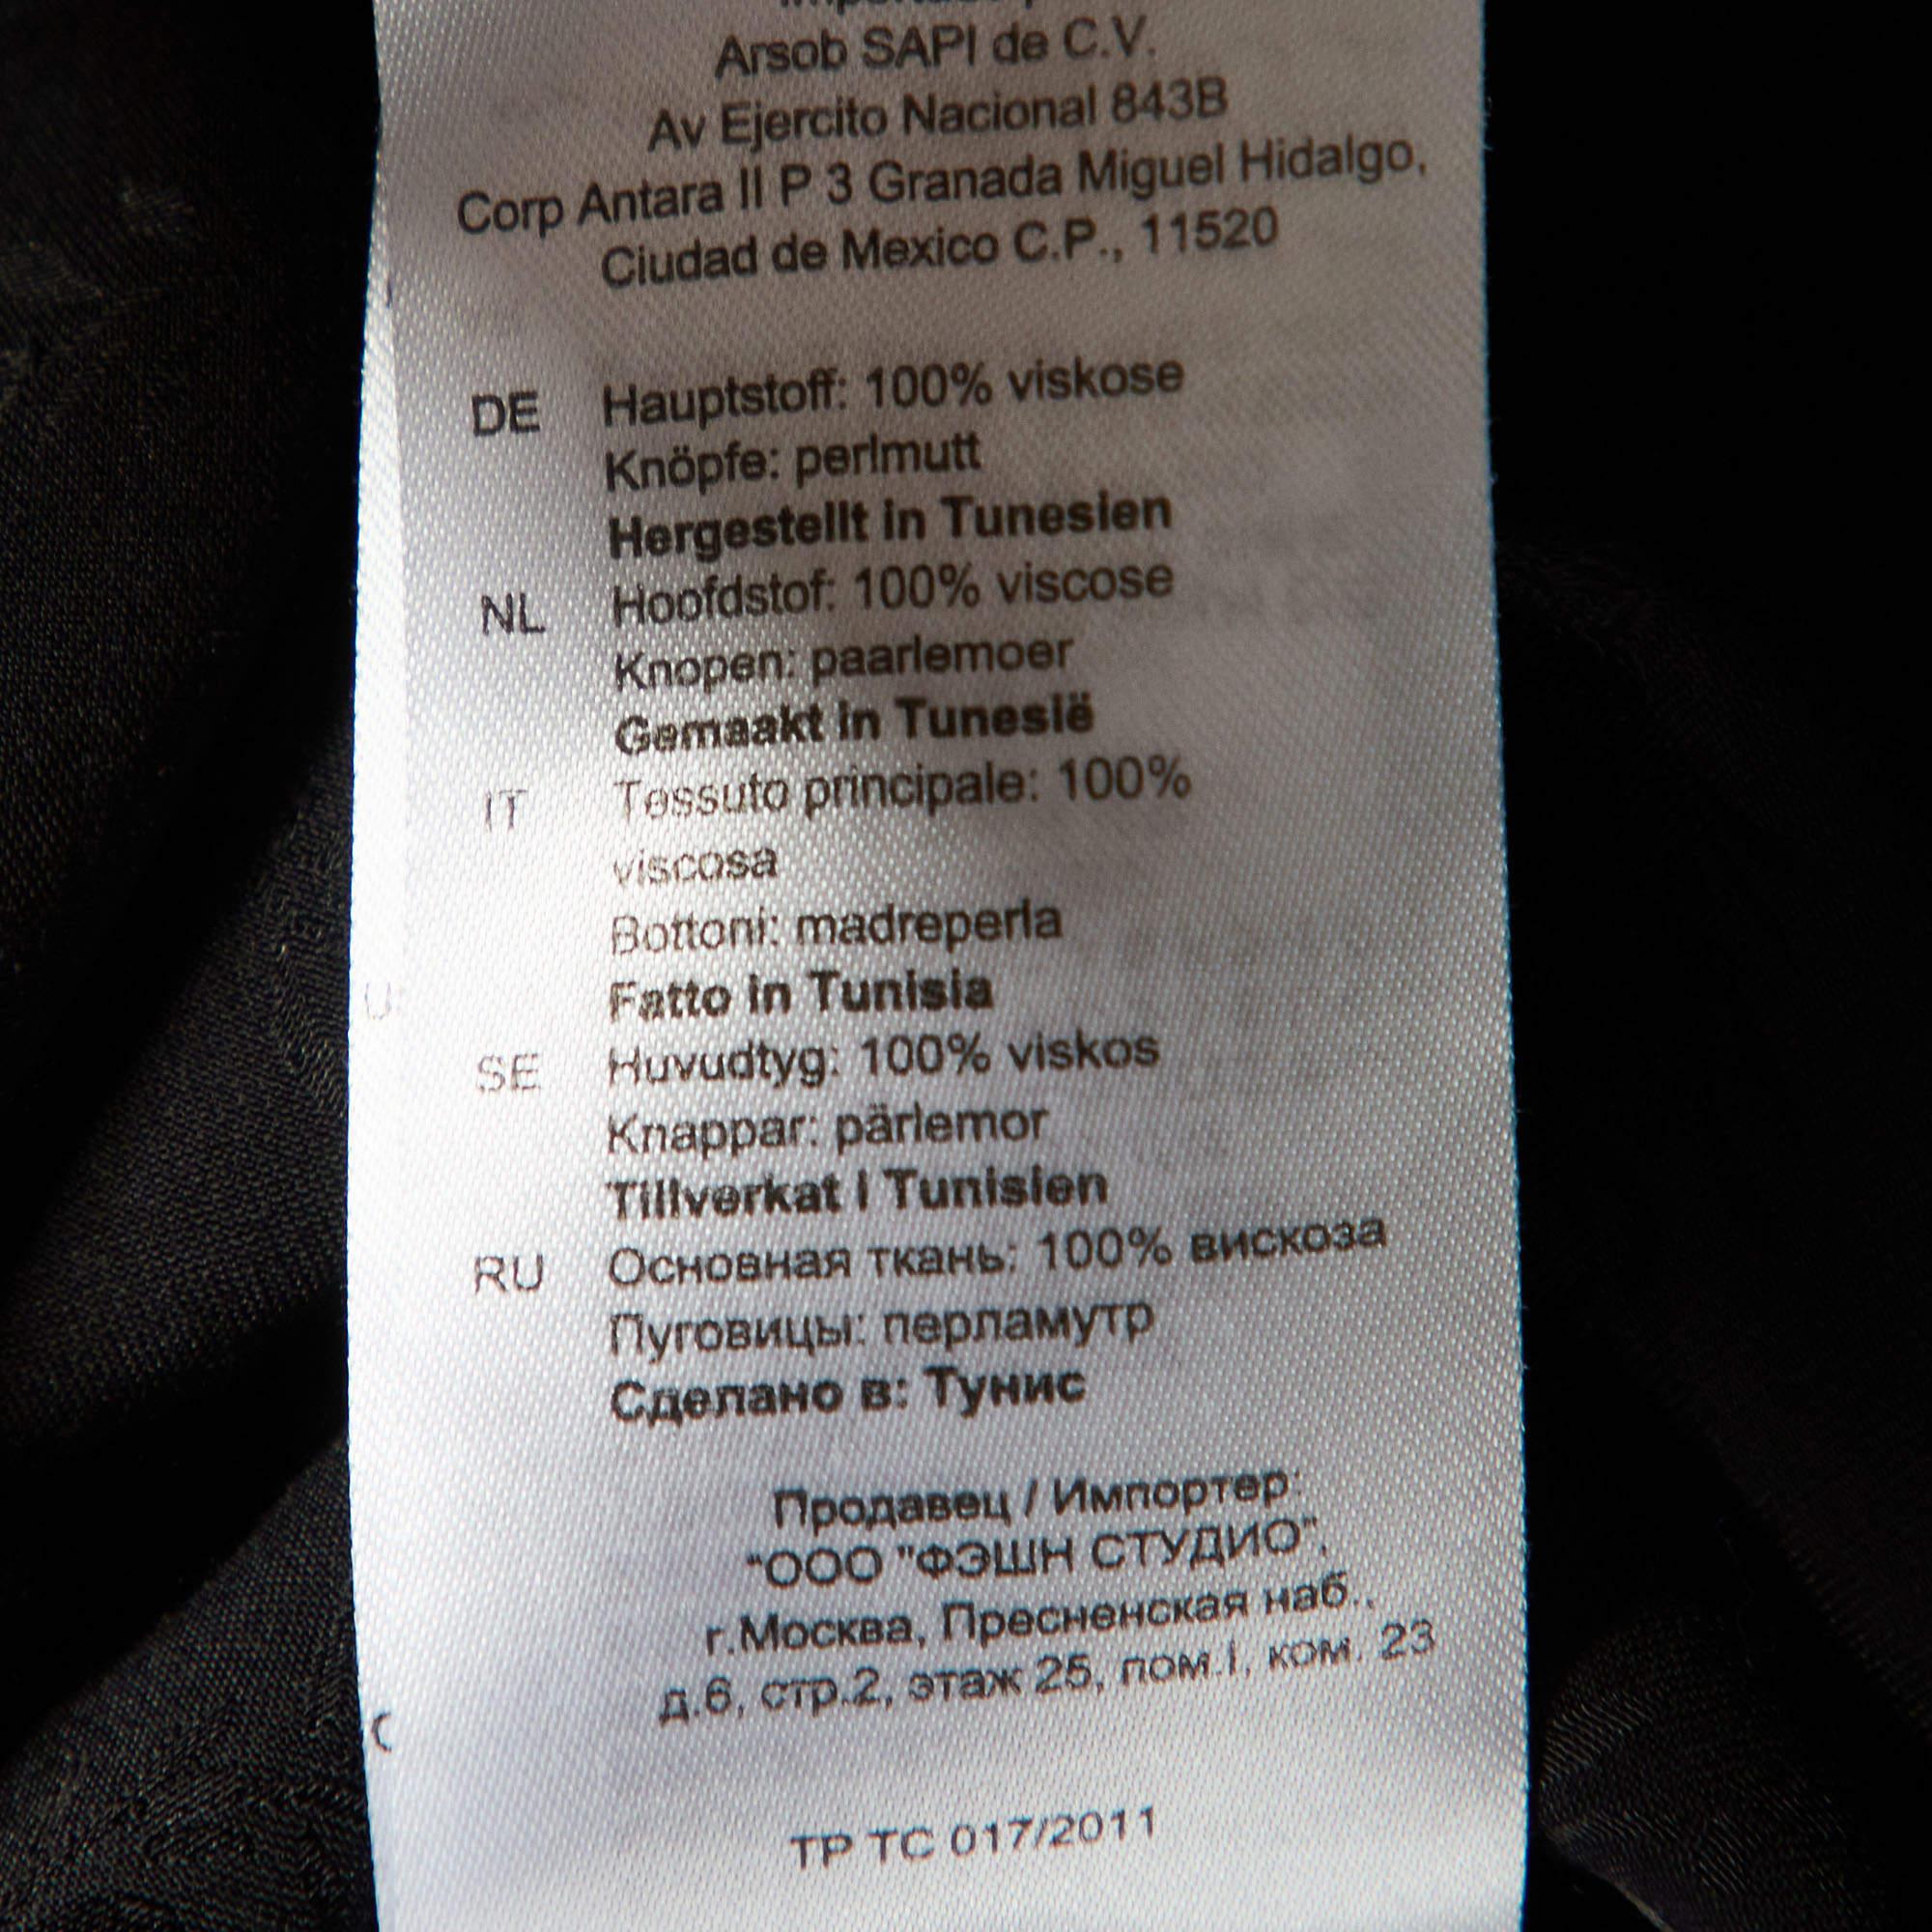 Arsob SAPI de C.V.
Av Ejercito Nacional 843B
Corp Antara II P 3 Granada Miguel Hidalgo,
Ciudad de Mexico C.P., 11520
DE Hauptstoff: 100% viskose
Knöpfe: perlmutt
Hergestellt in Tunesien
NL Hoofdstof: 100% viscose
Knopen: paarlemoer
Gemaakt in Tunesië
IT Tessuto principale: 100%
viscosa
Bottoni: madreperla
Fatto in Tunisia
SE Huvudtyg: 100% viskos
Knappar: pärlemor
Tillverkat i Tunisien
RU Основная ткань: 100% вискоза
Пуговицы: перламутр
Сделано в: Тунис
Продавец / Импортер:
"ООО "ФЭШН СТУДИО",
г.Москва, Пресненская наб.,
д.6, стр.2, этаж 25, пом.I, ком. 23
ТР ТС 017/2011